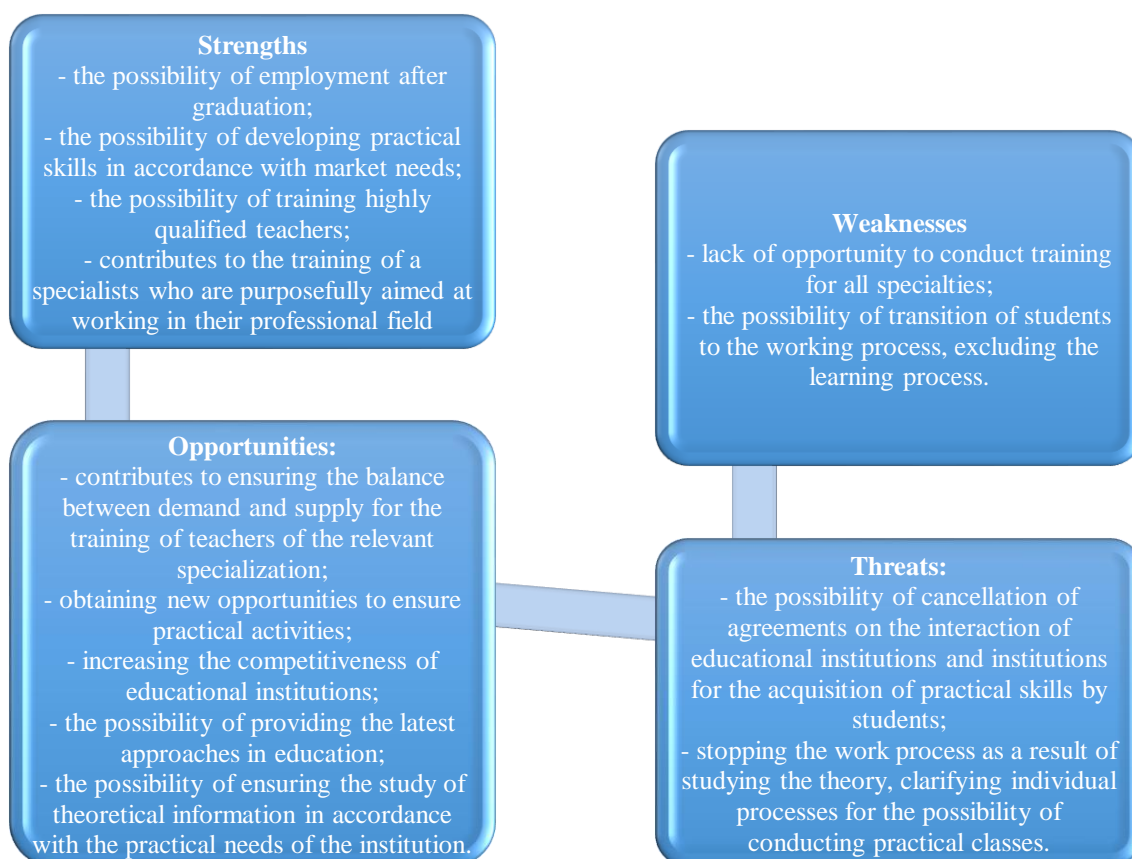 Strengths
- the possibility of employment after
graduation;
- the possibility of developing practical
skills in accordance with market needs;
- the possibility of training highly
qualified teachers;
- contributes to the training of a
specialists who are purposefully aimed at
working in their professional field
Weaknesses
- lack of opportunity to conduct training
for all specialties;
- the possibility of transition of students
to the working process, excluding the
learning process.
Opportunities:
- contributes to ensuring the balance
between demand and supply for the
training of teachers of the relevant
specialization;
- obtaining new opportunities to ensure
practical activities;
- increasing the competitiveness of
educational institutions;
- the possibility of providing the latest
approaches in education;
- the possibility of ensuring the study of
theoretical information in accordance
with the practical needs of the institution.
Threats:
- the possibility of cancellation of
agreements on the interaction of
educational institutions and institutions
for the acquisition of practical skills by
students;
- stopping the work process as a result of
studying the theory, clarifying individual
processes for the possibility of
conducting practical classes.